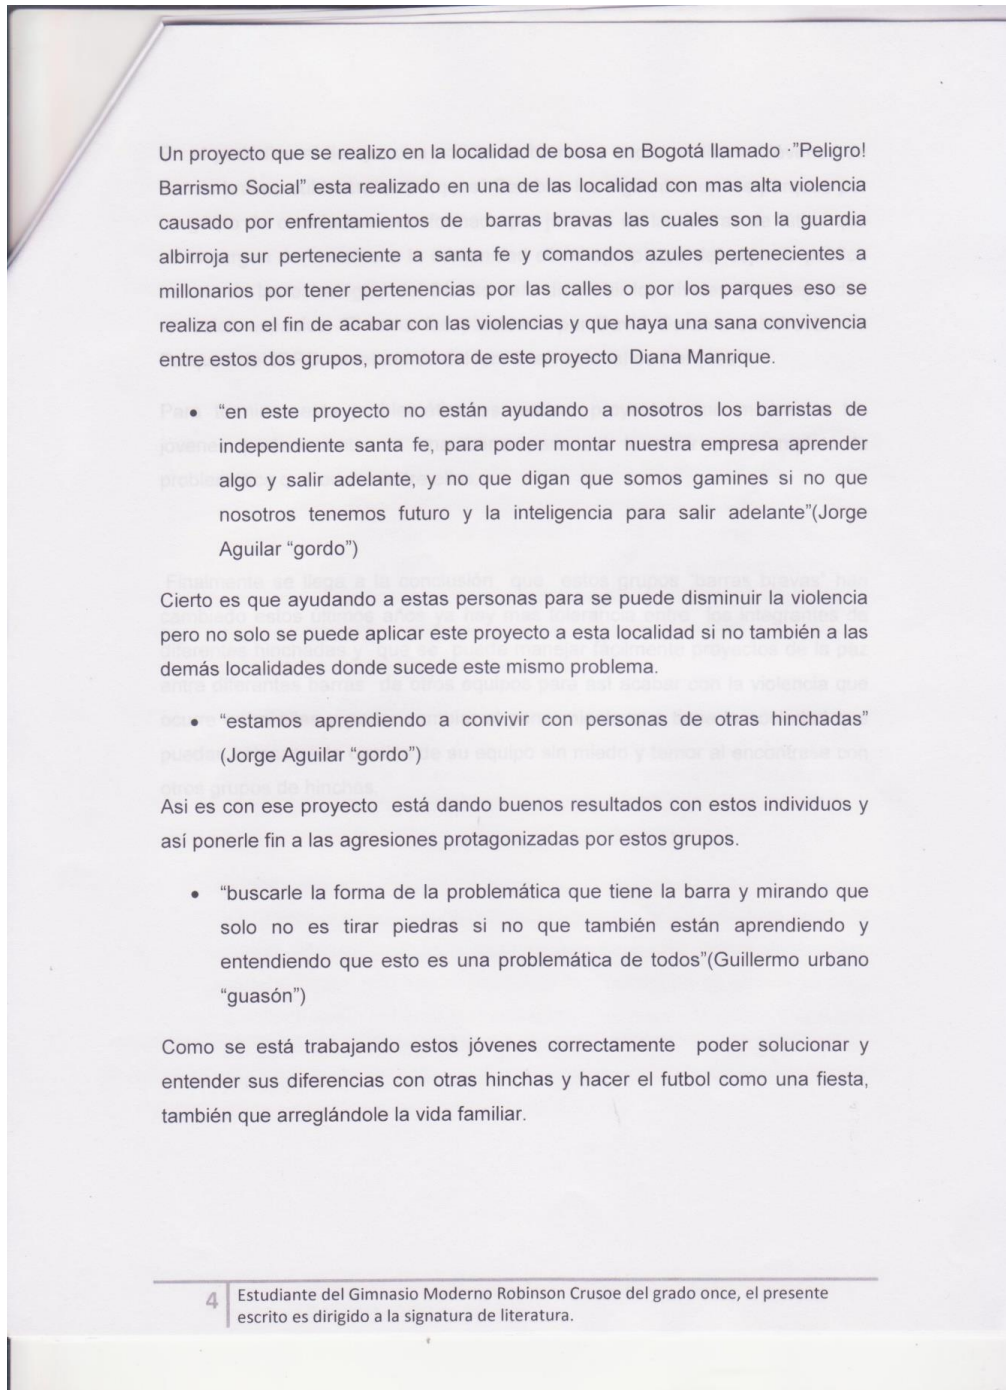 Un proyecto que se realizo en la localidad de bosa en Bogotá llamado ·”Peligro!
Barrismo Social” esta realizado en una de las localidad con mas alta violencia
causado por enfrentamientos de barras bravas las cuales son la guardia
albirroja sur perteneciente a santa fe y comandos azules pertenecientes a
millonarios por tener pertenencias por las calles o por los parques eso se
realiza con el fin de acabar con las violencias y que haya una sana convivencia
entre estos dos grupos, promotora de este proyecto Diana Manrique.
• “en este proyecto no están ayudando a nosotros los barristas de
independiente santa fe, para poder montar nuestra empresa aprender
algo y salir adelante, y no que digan que somos gamines si no que
nosotros tenemos futuro y la inteligencia para salir adelante”(Jorge
Aguilar “gordo”)
Cierto es que ayudando a estas personas para se puede disminuir la violencia
pero no solo se puede aplicar este proyecto a esta localidad si no también a las
demás localidades donde sucede este mismo problema.
• “estamos aprendiendo a convivir con personas de otras hinchadas”
(Jorge Aguilar “gordo”)
Asi es con ese proyecto está dando buenos resultados con estos individuos y
así ponerle fin a las agresiones protagonizadas por estos grupos.
• “buscarle la forma de la problemática que tiene la barra y mirando que
solo no es tirar piedras si no que también están aprendiendo y
entendiendo que esto es una problemática de todos”(Guillermo urbano
“guasón”)
Como se está trabajando estos jóvenes correctamente poder solucionar y
entender sus diferencias con otras hinchas y hacer el futbol como una fiesta,
también que arreglándole la vida familiar.
4 Estudiante del Gimnasio Moderno Robinson Crusoe del grado once, el presente
escrito es dirigido a la signatura de literatura.